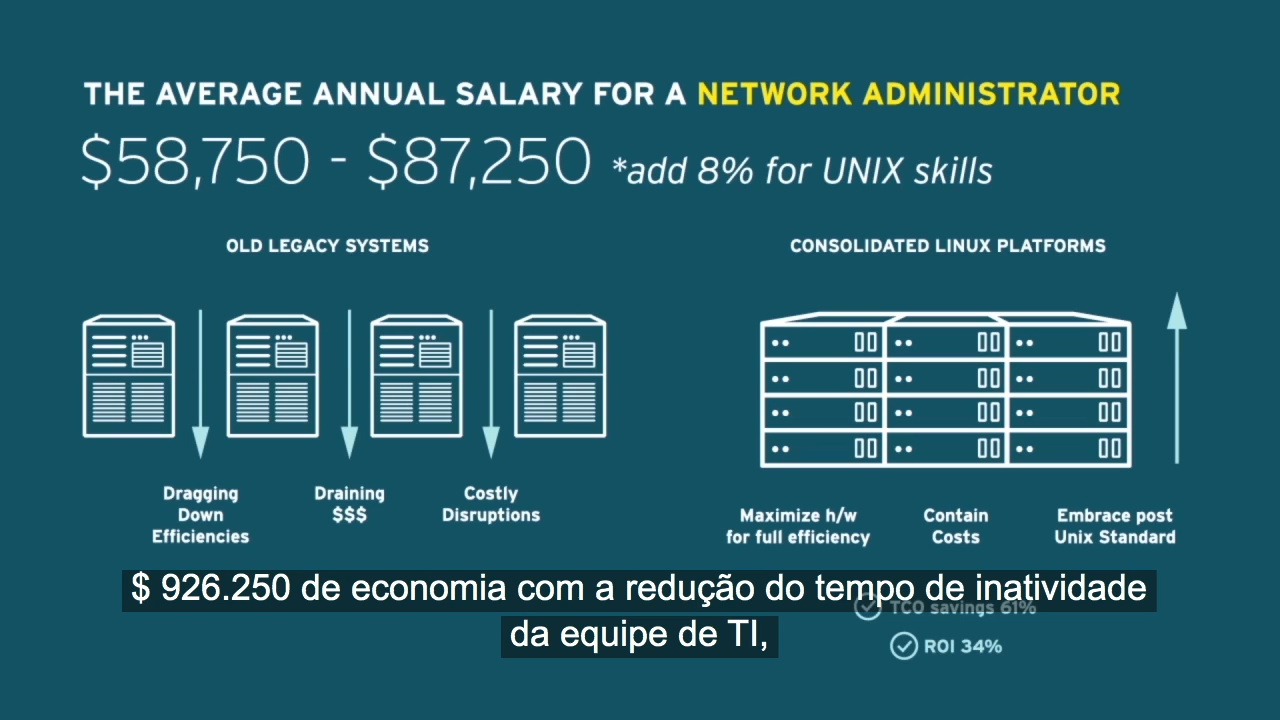 THE AVERAGE ANNUAL SALARY FOR A NETWORK ADMINISTRATOR
$58,750 - $87,250 *add 8% for UNIX skills
OLD LEGACY SYSTEMS
Dragging
Down
Efficiencies
Draining
$$$
Costly
Disruptions
CONSOLIDATED LINUX PLATFORMS
Maximize h/w
for full efficiency
Contain
Costs
Embrace post
Unix Standard
TCO savings 61%
ROI 34%
$ 926.250 de economia com a redução do tempo de inatividade
da equipe de TI,